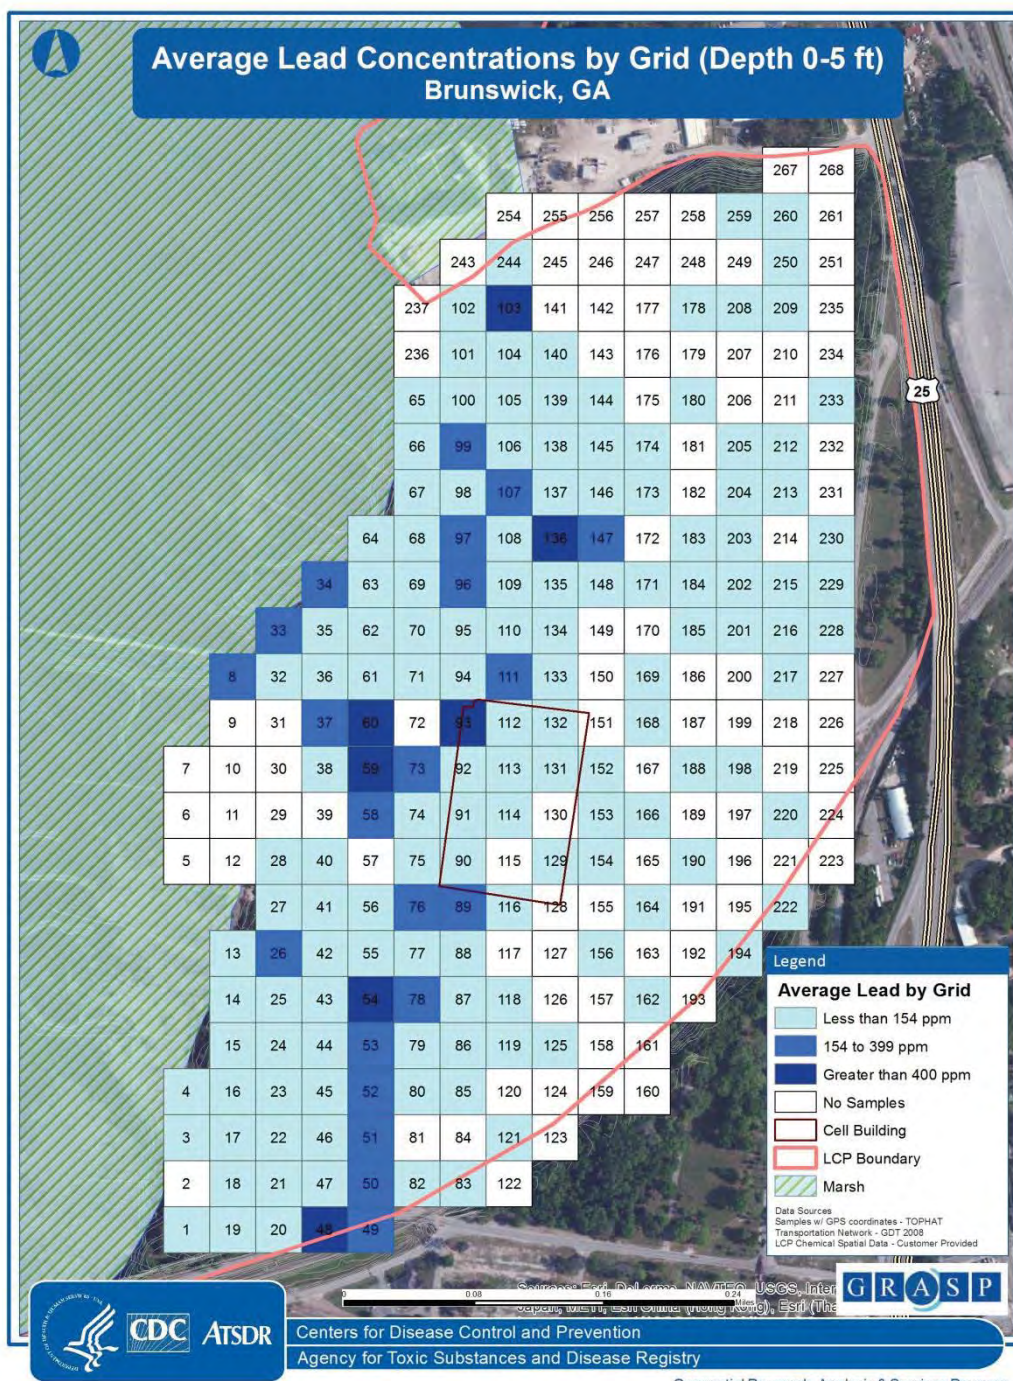 Average Lead Concentrations by Grid (Depth 0-5 ft)
Brunswick, GA
267 268
254 255 256 257 258 259 260 261
243 244 245 246 247 248 249 250 251
237 102 103 141 142 177 178 208 209 235
236 101 104 140 143 176 179 207 210 234
65 100 105 139 144 175 180 206 211 233
25
66 99 106 138 145 174 181 205 212 232
67 98 107 137 146 173 182 204 213 231
64 68 97 108 136 147 172 183 203 214 230
34 63 69 96 109 135 148 171 184 202 215 229
33 35 62 70 95 110 134 149 170 185 201 216 228
8 32 36 61 71 94 111 133 150 169 186 200 217 227
9 31 37 60 72 93 112 132 151 168 187 199 218 226
7 10 30 38 59 73 92 113 131 152 167 188 198 219 225
6 11 29 39 58 74 91 114 130 153 166 189 197 220 224
5 12 28 40 57 75 90 115 129 154 165 190 196 221 223
27 41 56 76 89 116 128 155 164 191 195 222
13 26 42 55 77 88 117 127 156 163 192 194
14 25 43 54 78 87 118 126 157 162 193
15 24 44 53 79 86 119 125 158 161
4 16 23 45 52 80 85 120 124 159 160
3 17 22 46 51 81 84 121 123
2 18 21 47 50 82 83 122
1 19 20 48 49
Legend
Average Lead by Grid
Less than 154 ppm
154 to 399 ppm
Greater than 400 ppm
No Samples
Cell Building
LCP Boundary
Marsh
Data Sources
Samples w/ GPS coordinates - TOPHAT
Transportation Network - GDT 2008
LCP Chemical Spatial Data - Customer Provided
Sources: Esri, DeLorme, NAVTEQ, USGS,
0 0.08 0.16 0.24
Miles
Japan, METI, Esri China (Hong Kong), Esri
GRASP
CDC ATSDR
Centers for Disease Control and Prevention
Agency for Toxic Substances and Disease Registry